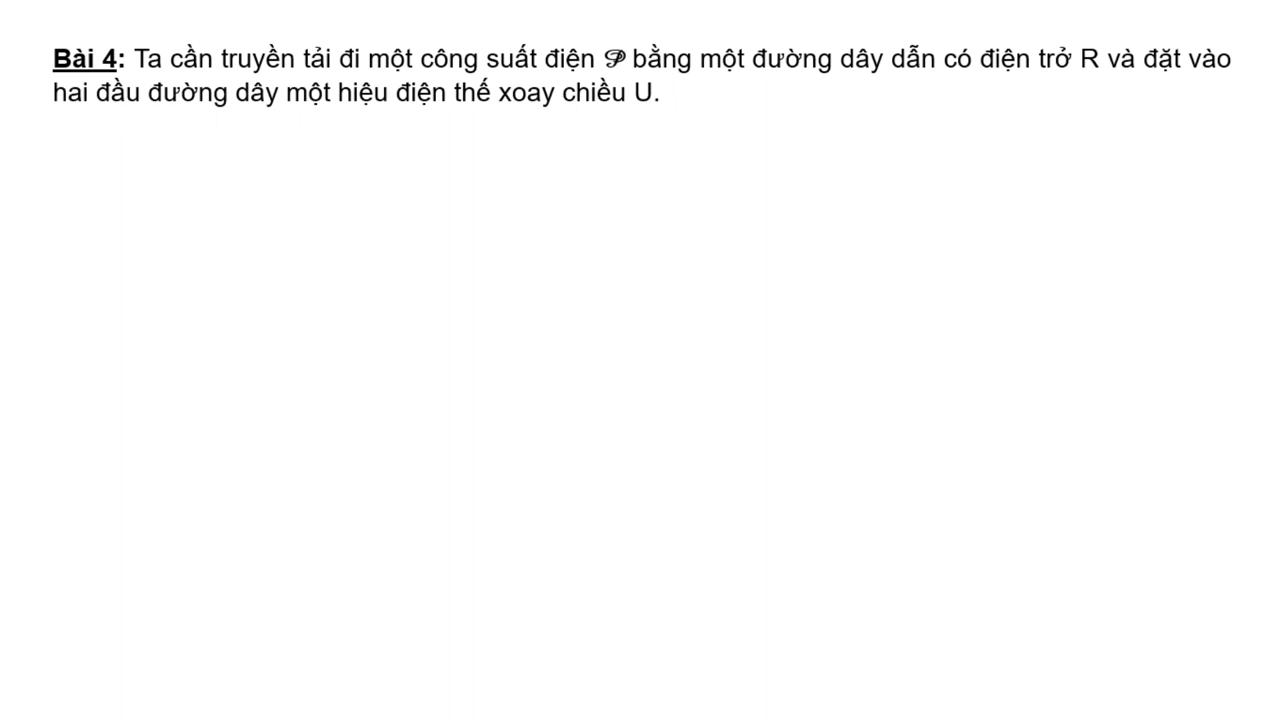 Bài 4: Ta cần truyền tải đi một công suất điện 𝒫 bằng một đường dây dẫn có điện trở R và đặt vào
hai đầu đường dây một hiệu điện thế xoay chiều U.